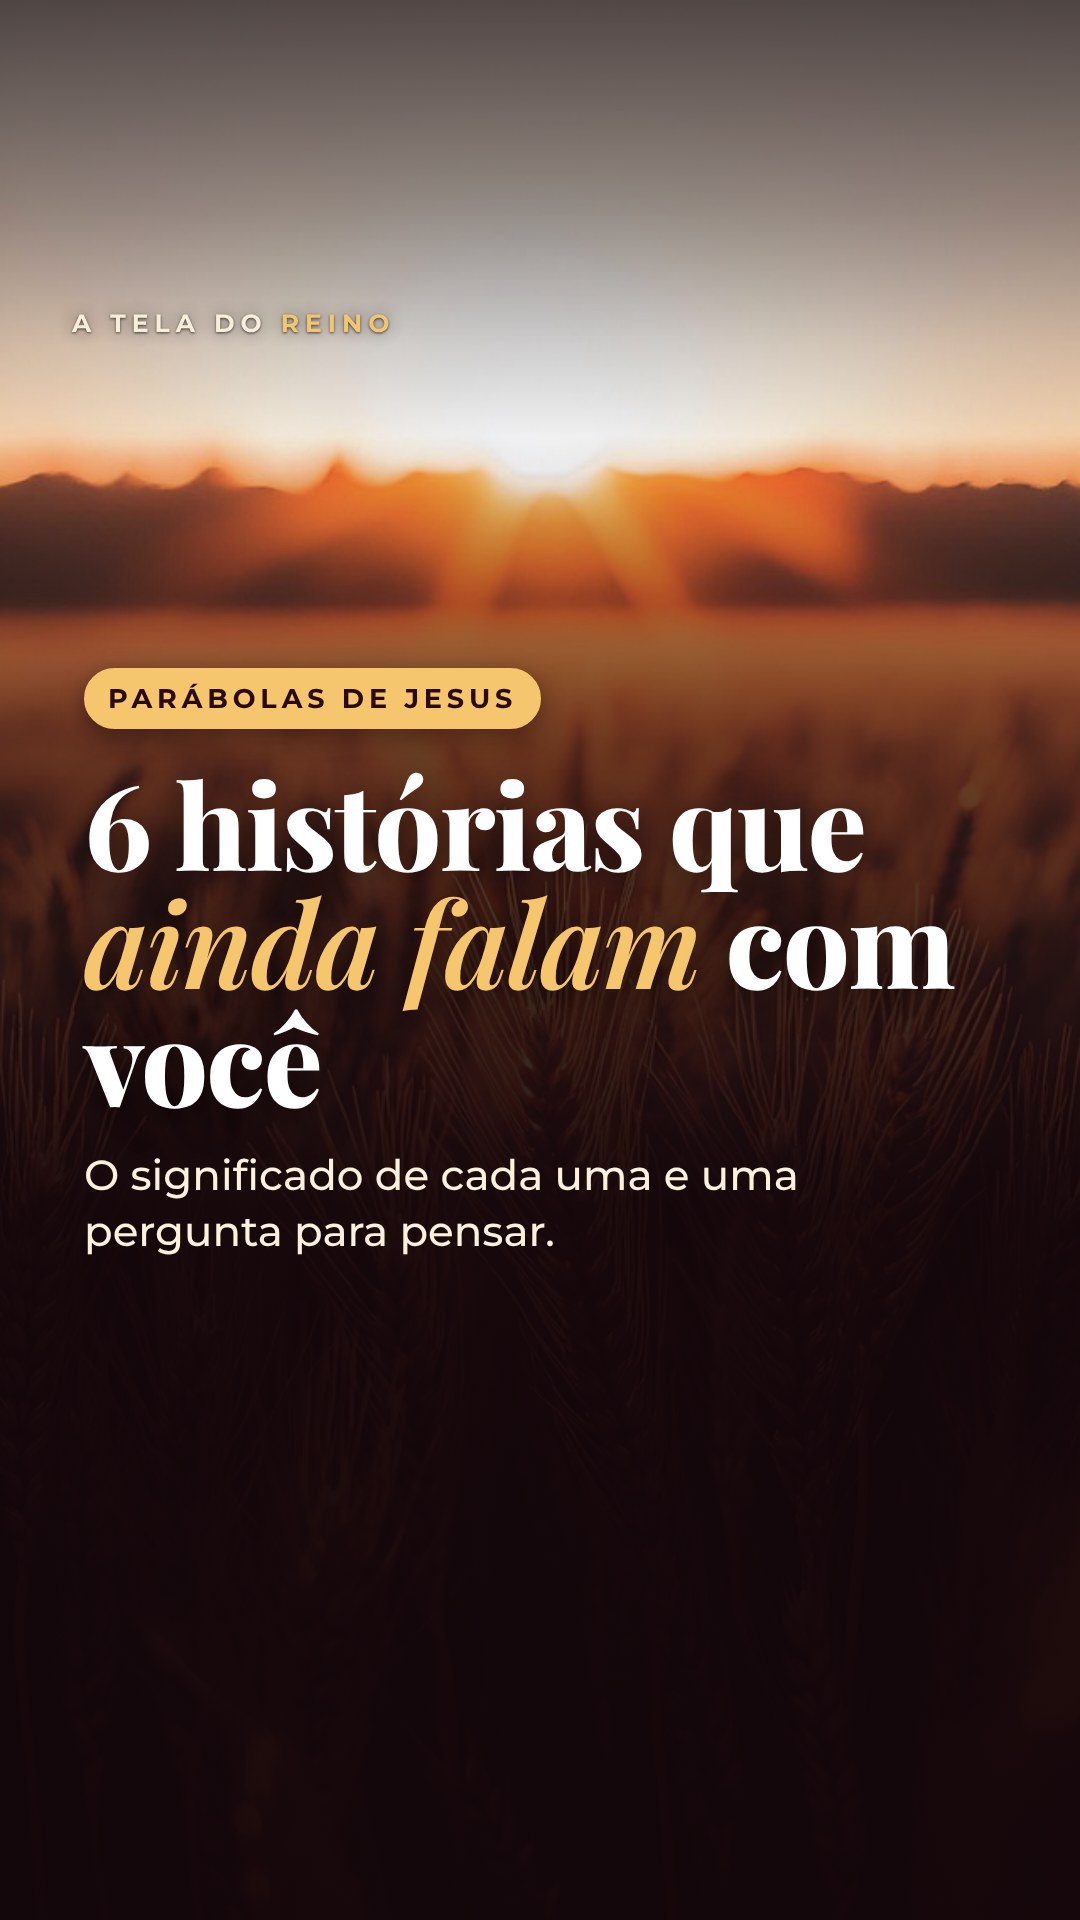 A TELA DO REINO
PARÁBOLAS DE JESUS
6 histórias que
ainda falam com
você
O significado de cada uma e uma
pergunta para pensar.